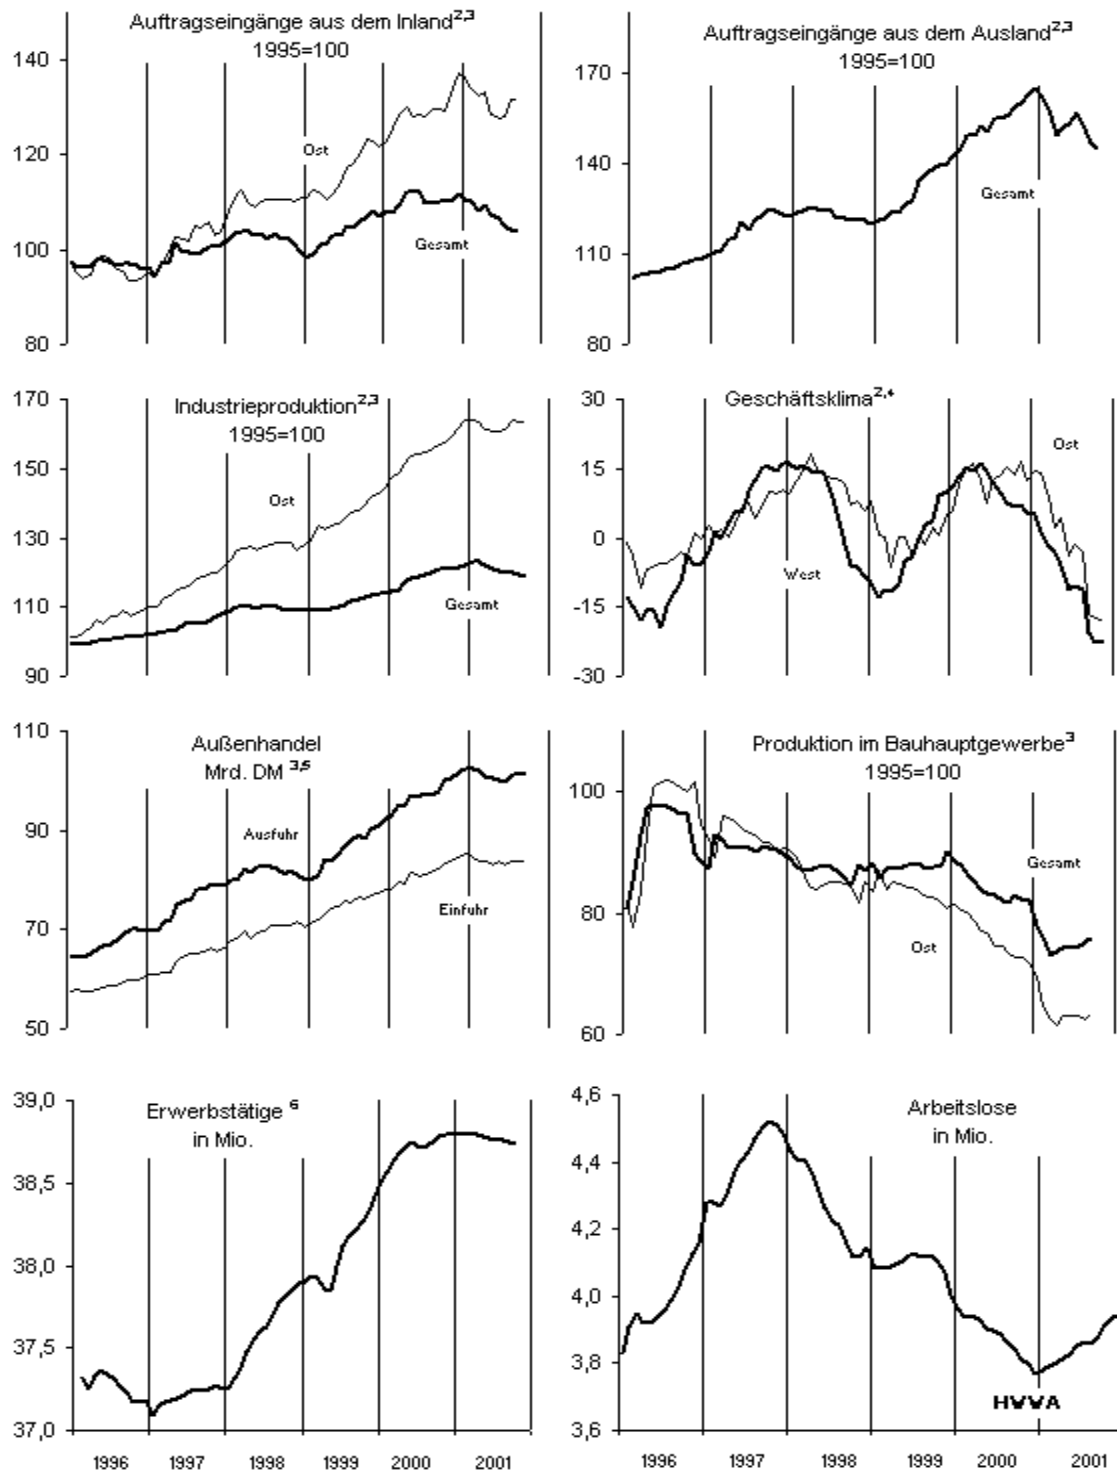 Auftragseingänge aus dem Inland2,3
1995=100
140
120
100
80
Ost
Gesamt
Auftragseingänge aus dem Ausland2,3
1995=100
170
140
110
80
Gesamt
Industrieproduktion2,3
1995=100
170
150
130
110
90
Ost
Gesamt
Geschäftsklima2,4
30
15
0
-15
-30
Ost
West
Außenhandel
Mrd. DM 3,5
110
90
70
50
Ausfuhr
Einfuhr
Produktion im Bauhauptgewerbe3
1995=100
100
80
60
Gesamt
Ost
Erwerbstätige 6
in Mio.
39,0
38,5
38,0
37,5
37,0
1996 1997 1998 1999 2000 2001
Arbeitslose
in Mio.
4,6
4,4
4,2
4,0
3,8
3,6
HWWA
1996 1997 1998 1999 2000 2001